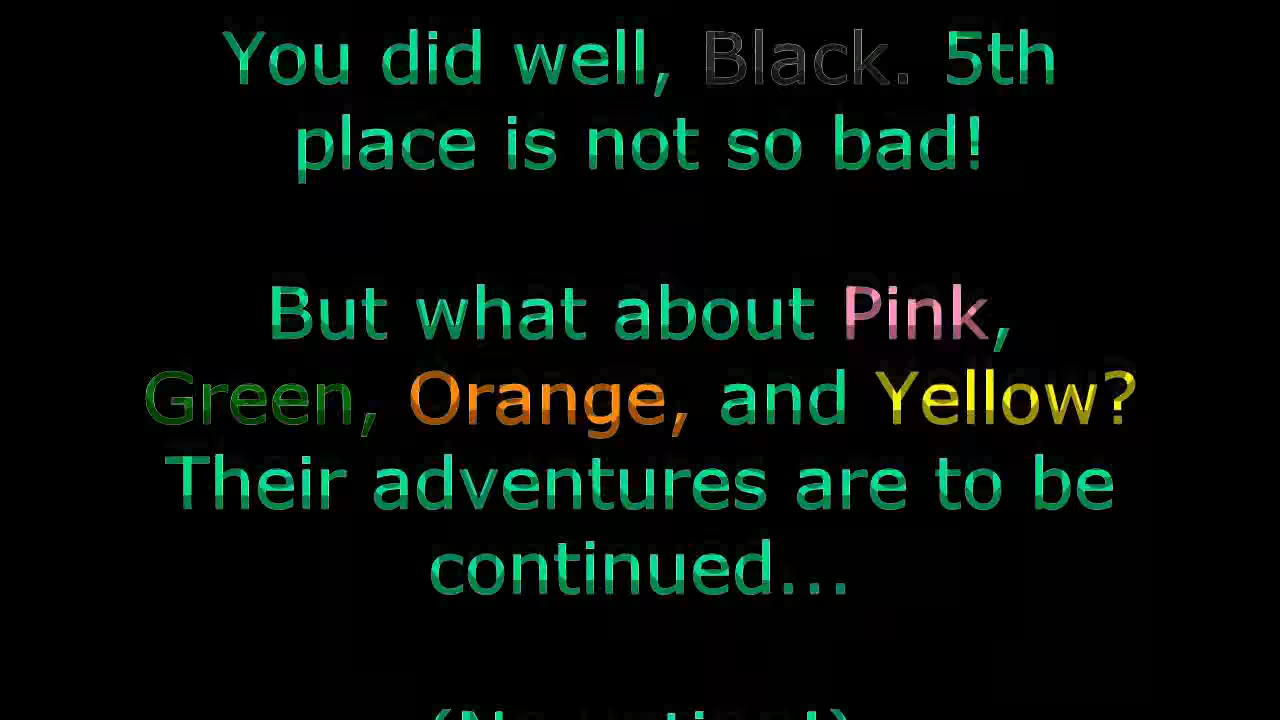 You did well, Black. 5th
place is not so bad!
But what about Pink,
Green, Orange, and Yellow?
Their adventures are to be
continued...